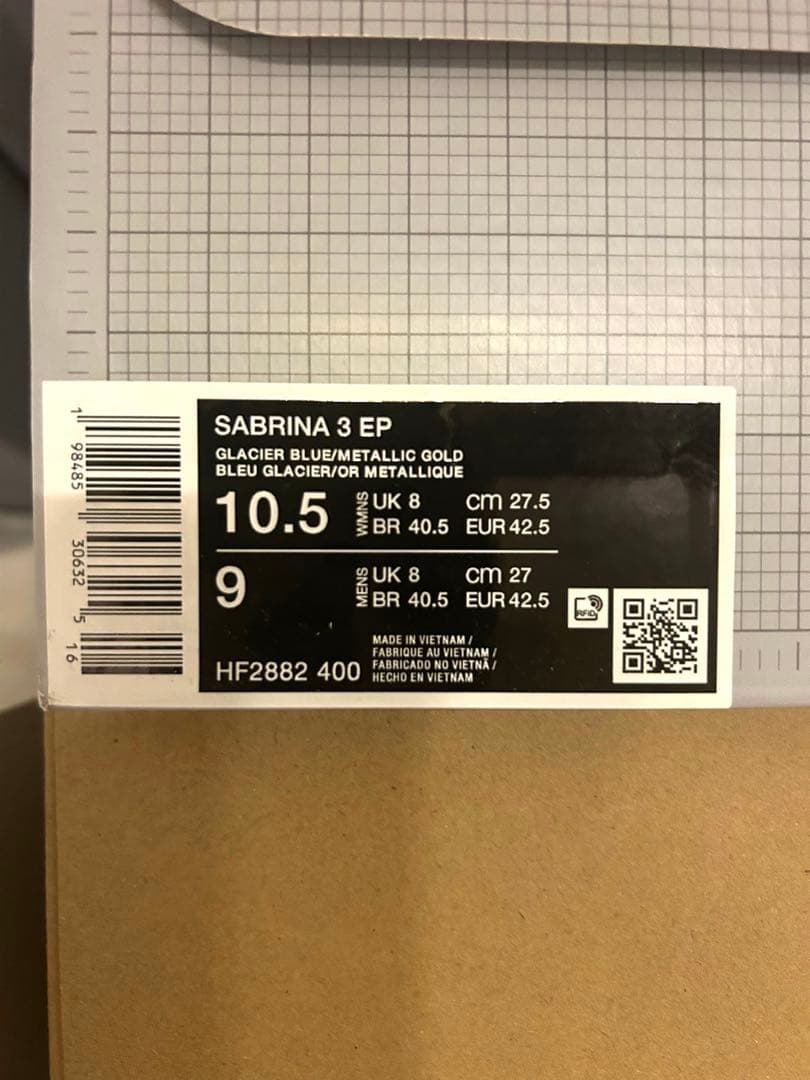 SABRINA 3 EP
GLACIER BLUE/METALLIC GOLD
BLEU GLACIER/OR METALLIQUE
10.5 WMNS UK 8 cm 27.5
BR 40.5 EUR 42.5
9 MENS UK 8 cm 27
BR 40.5 EUR 42.5
RFID
MADE IN VIETNAM /
FABRIQUE AU VIETNAM /
FABRICADO NO VIETNÃ /
HECHO EN VIETNAM
HF2882 400
1 98485 30632 5 16